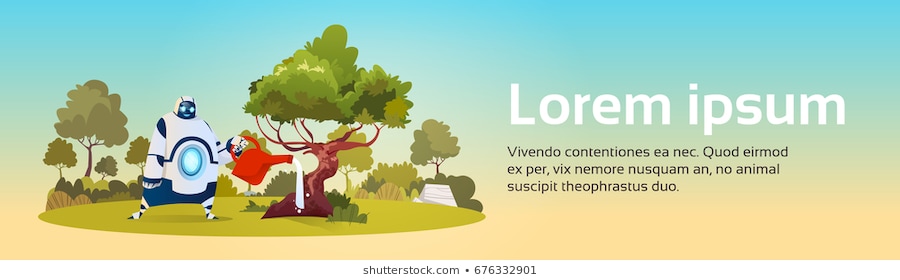 Lorem ipsum
Vivendo contentiones ea nec. Quod eirmod
ex per, vix nemore nusquam an, no animal
suscipit theophrastus duo.
shutterstock.com • 676332901